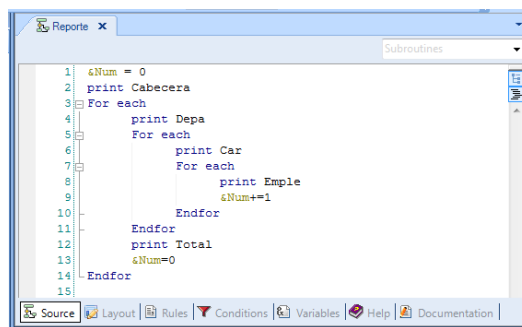 Reporte X
Subroutines
1 &Num = 0
2 print Cabecera
3 For each
4 print Depa
5 For each
6 print Car
7 For each
8 print Emple
9 &Num+=1
10 Endfor
11 Endfor
12 print Total
13 &Num=0
14 Endfor
15
Source Layout Rules Conditions Variables Help Documentation